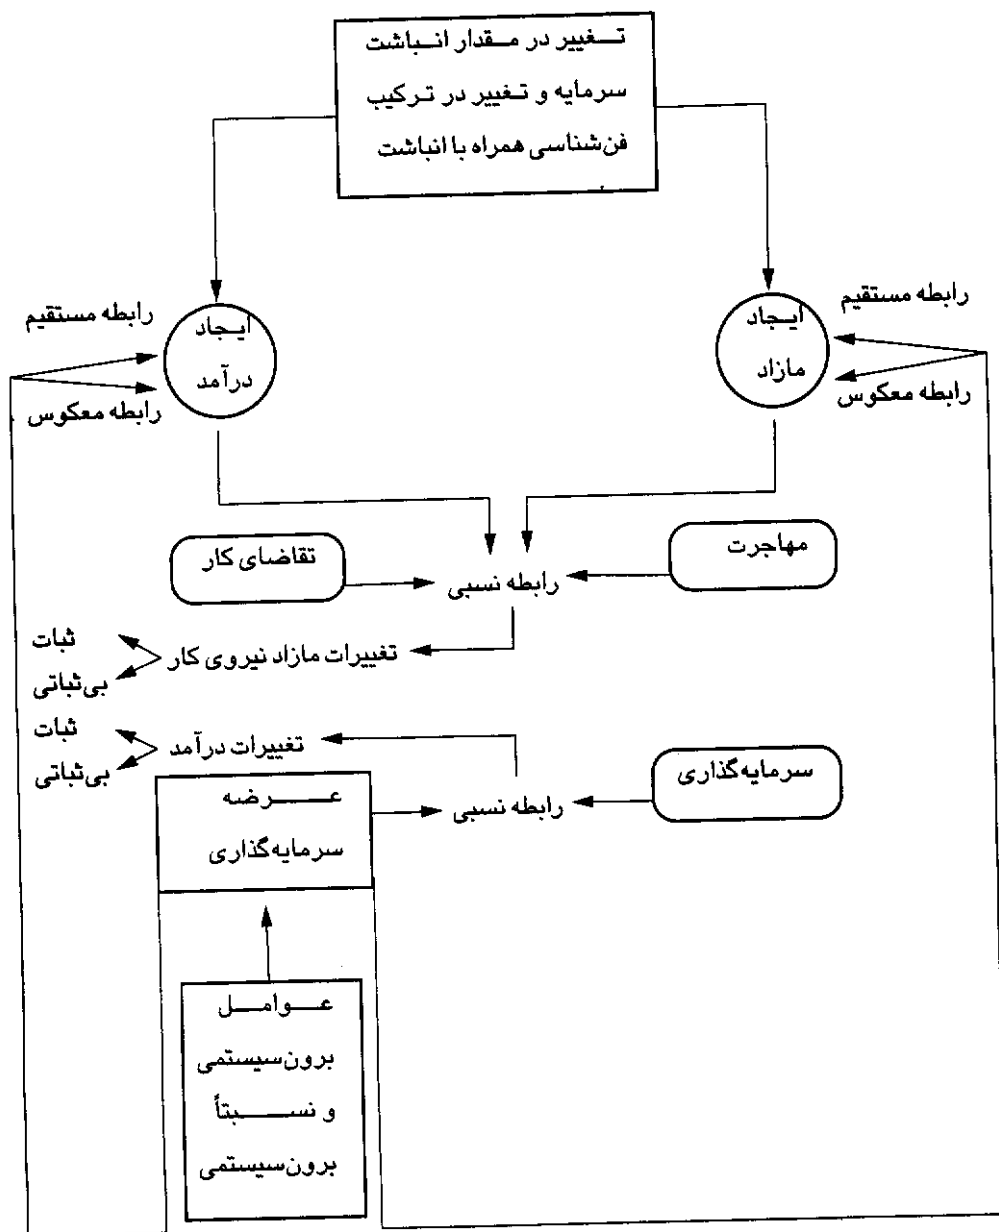 تغییر در مقدار انباشت
سرمایه و تغییر در ترکیب
فن‌شناسی همراه با انباشت
ایجاد
مازاد
رابطه مستقیم
رابطه معکوس
ایجاد
درآمد
رابطه مستقیم
رابطه معکوس
مهاجرت
رابطه نسبی
تقاضای کار
تغییرات مازاد نیروی کار
ثبات
بی‌ثباتی
تغییرات درآمد
ثبات
بی‌ثباتی
سرمایه‌گذاری
رابطه نسبی
عرضه
سرمایه‌گذاری
عوامل
برون‌سیستمی
و نسبتاً
برون‌سیستمی